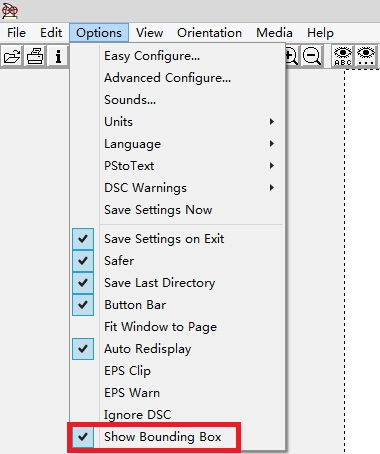 File Edit Options View Orientation Media Help
Easy Configure...
Advanced Configure...
Sounds...
Units
Language
PStoText
DSC Warnings
Save Settings Now
Save Settings on Exit
Safer
Save Last Directory
Button Bar
Fit Window to Page
Auto Redisplay
EPS Clip
EPS Warn
Ignore DSC
Show Bounding Box
ABC